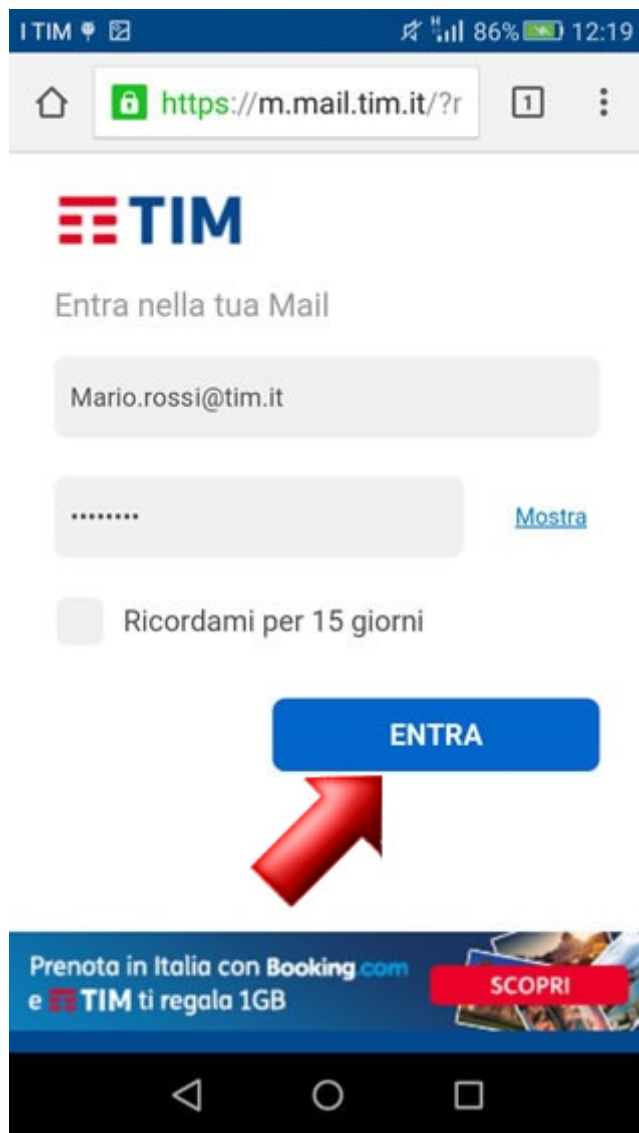 I TIM H 86% 12:19
https://m.mail.tim.it/?r 1
TIM
Entra nella tua Mail
Mario.rossi@tim.it
........ Mostra
Ricordami per 15 giorni
ENTRA
Prenota in Italia con Booking.com
e TIM ti regala 1GB
SCOPRI